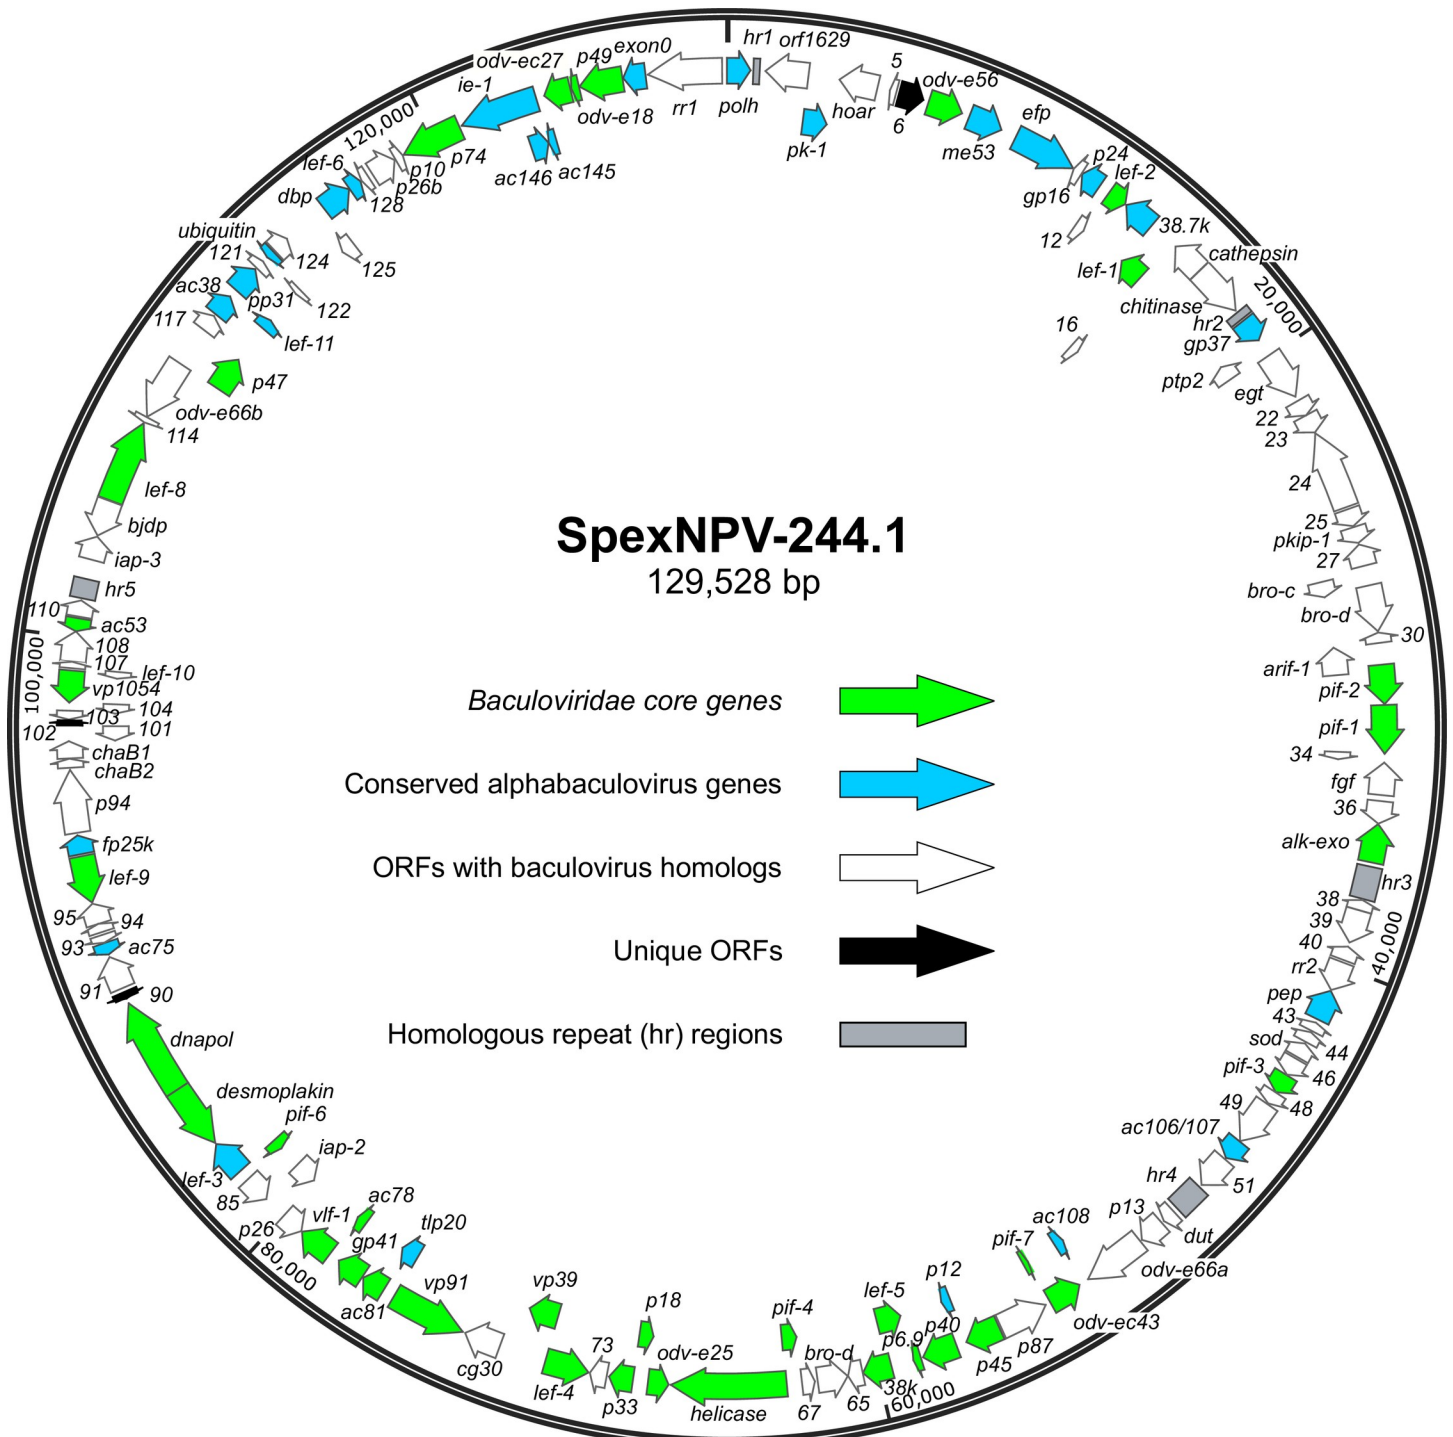 hr1
orf1629
polh
pk-1
hoar
5
6
odv-e56
me53
efp
gp16
p24
lef-2
12
38.7k
lef-1
cathepsin
chitinase
20,000
hr2
gp37
16
ptp2
egt
22
23
24
25
pkip-1
27
bro-c
bro-d
30
arif-1
pif-2
pif-1
34
fgf
36
alk-exo
hr3
38
39
40
40,000
rr2
pep
43
sod
44
pif-3
46
48
49
ac106/107
51
hr4
p13
dut
odv-e66a
ac108
pif-7
odv-ec43
p87
p45
p12
p40
p6.9
lef-5
38k
60,000
65
bro-d
67
pif-4
helicase
odv-e25
p18
p33
73
lef-4
vp39
cg30
vp91
tlp20
ac81
gp41
ac78
vlf-1
80,000
p26
iap-2
85
pif-6
lef-3
desmoplakin
dnapol
90
91
ac75
93
94
95
lef-9
fp25k
p94
chaB2
chaB1
101
102
103
104
100,000
vp1054
lef-10
107
108
ac53
110
hr5
iap-3
bjdp
lef-8
114
odv-e66b
p47
117
ac38
lef-11
pp31
121
122
ubiquitin
124
125
dbp
lef-6
128
p26b
p10
120,000
p74
ie-1
ac146
ac145
odv-ec27
p49
odv-e18
exon0
rr1
SpexNPV-244.1
129,528 bp
Baculoviridae core genes
Conserved alphabaculovirus genes
ORFs with baculovirus homologs
Unique ORFs
Homologous repeat (hr) regions